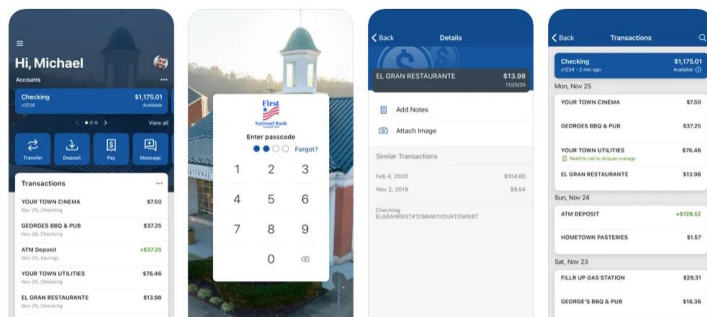 Hi, Michael
Accounts
Checking
x1234
$1,175.01
Available
View all
Transfer
Deposit
Pay
Message
Transactions
YOUR TOWN CINEMA
$7.50
Nov 25, Checking
GEORGES BBQ & PUB
$37.25
Nov 25, Checking
ATM Deposit
+$37.25
Nov 25, Savings
YOUR TOWN UTILITIES
$76.46
Nov 25, Checking
EL GRAN RESTAURANTE
$13.98
Nov 25, Checking
First
National Bank
Enter passcode
Forgot?
1 2 3
4 5 6
7 8 9
0
Back
Details
EL GRAN RESTAURANTE
$13.98
11/25/20
Add Notes
Attach Image
Similar Transactions
Feb 4, 2020
$134.80
Nov 2, 2019
$9.54
Checking
ELGRANREST#1298461YOURTOWNST
Back
Transactions
Checking
$1,175.01
x1234 - 2 min ago
Available
Mon, Nov 25
YOUR TOWN CINEMA
$7.50
GEORGES BBQ & PUB
$37.25
YOUR TOWN UTILITIES
$76.46
Need to call to dispute overage
EL GRAN RESTAURANTE
$13.98
Sun, Nov 24
ATM DEPOSIT
+$128.52
HOMETOWN PASTERIES
$1.57
Sat, Nov 23
FILLR UP GAS STATION
$29.31
GEORGE'S BBQ & PUB
$18.36